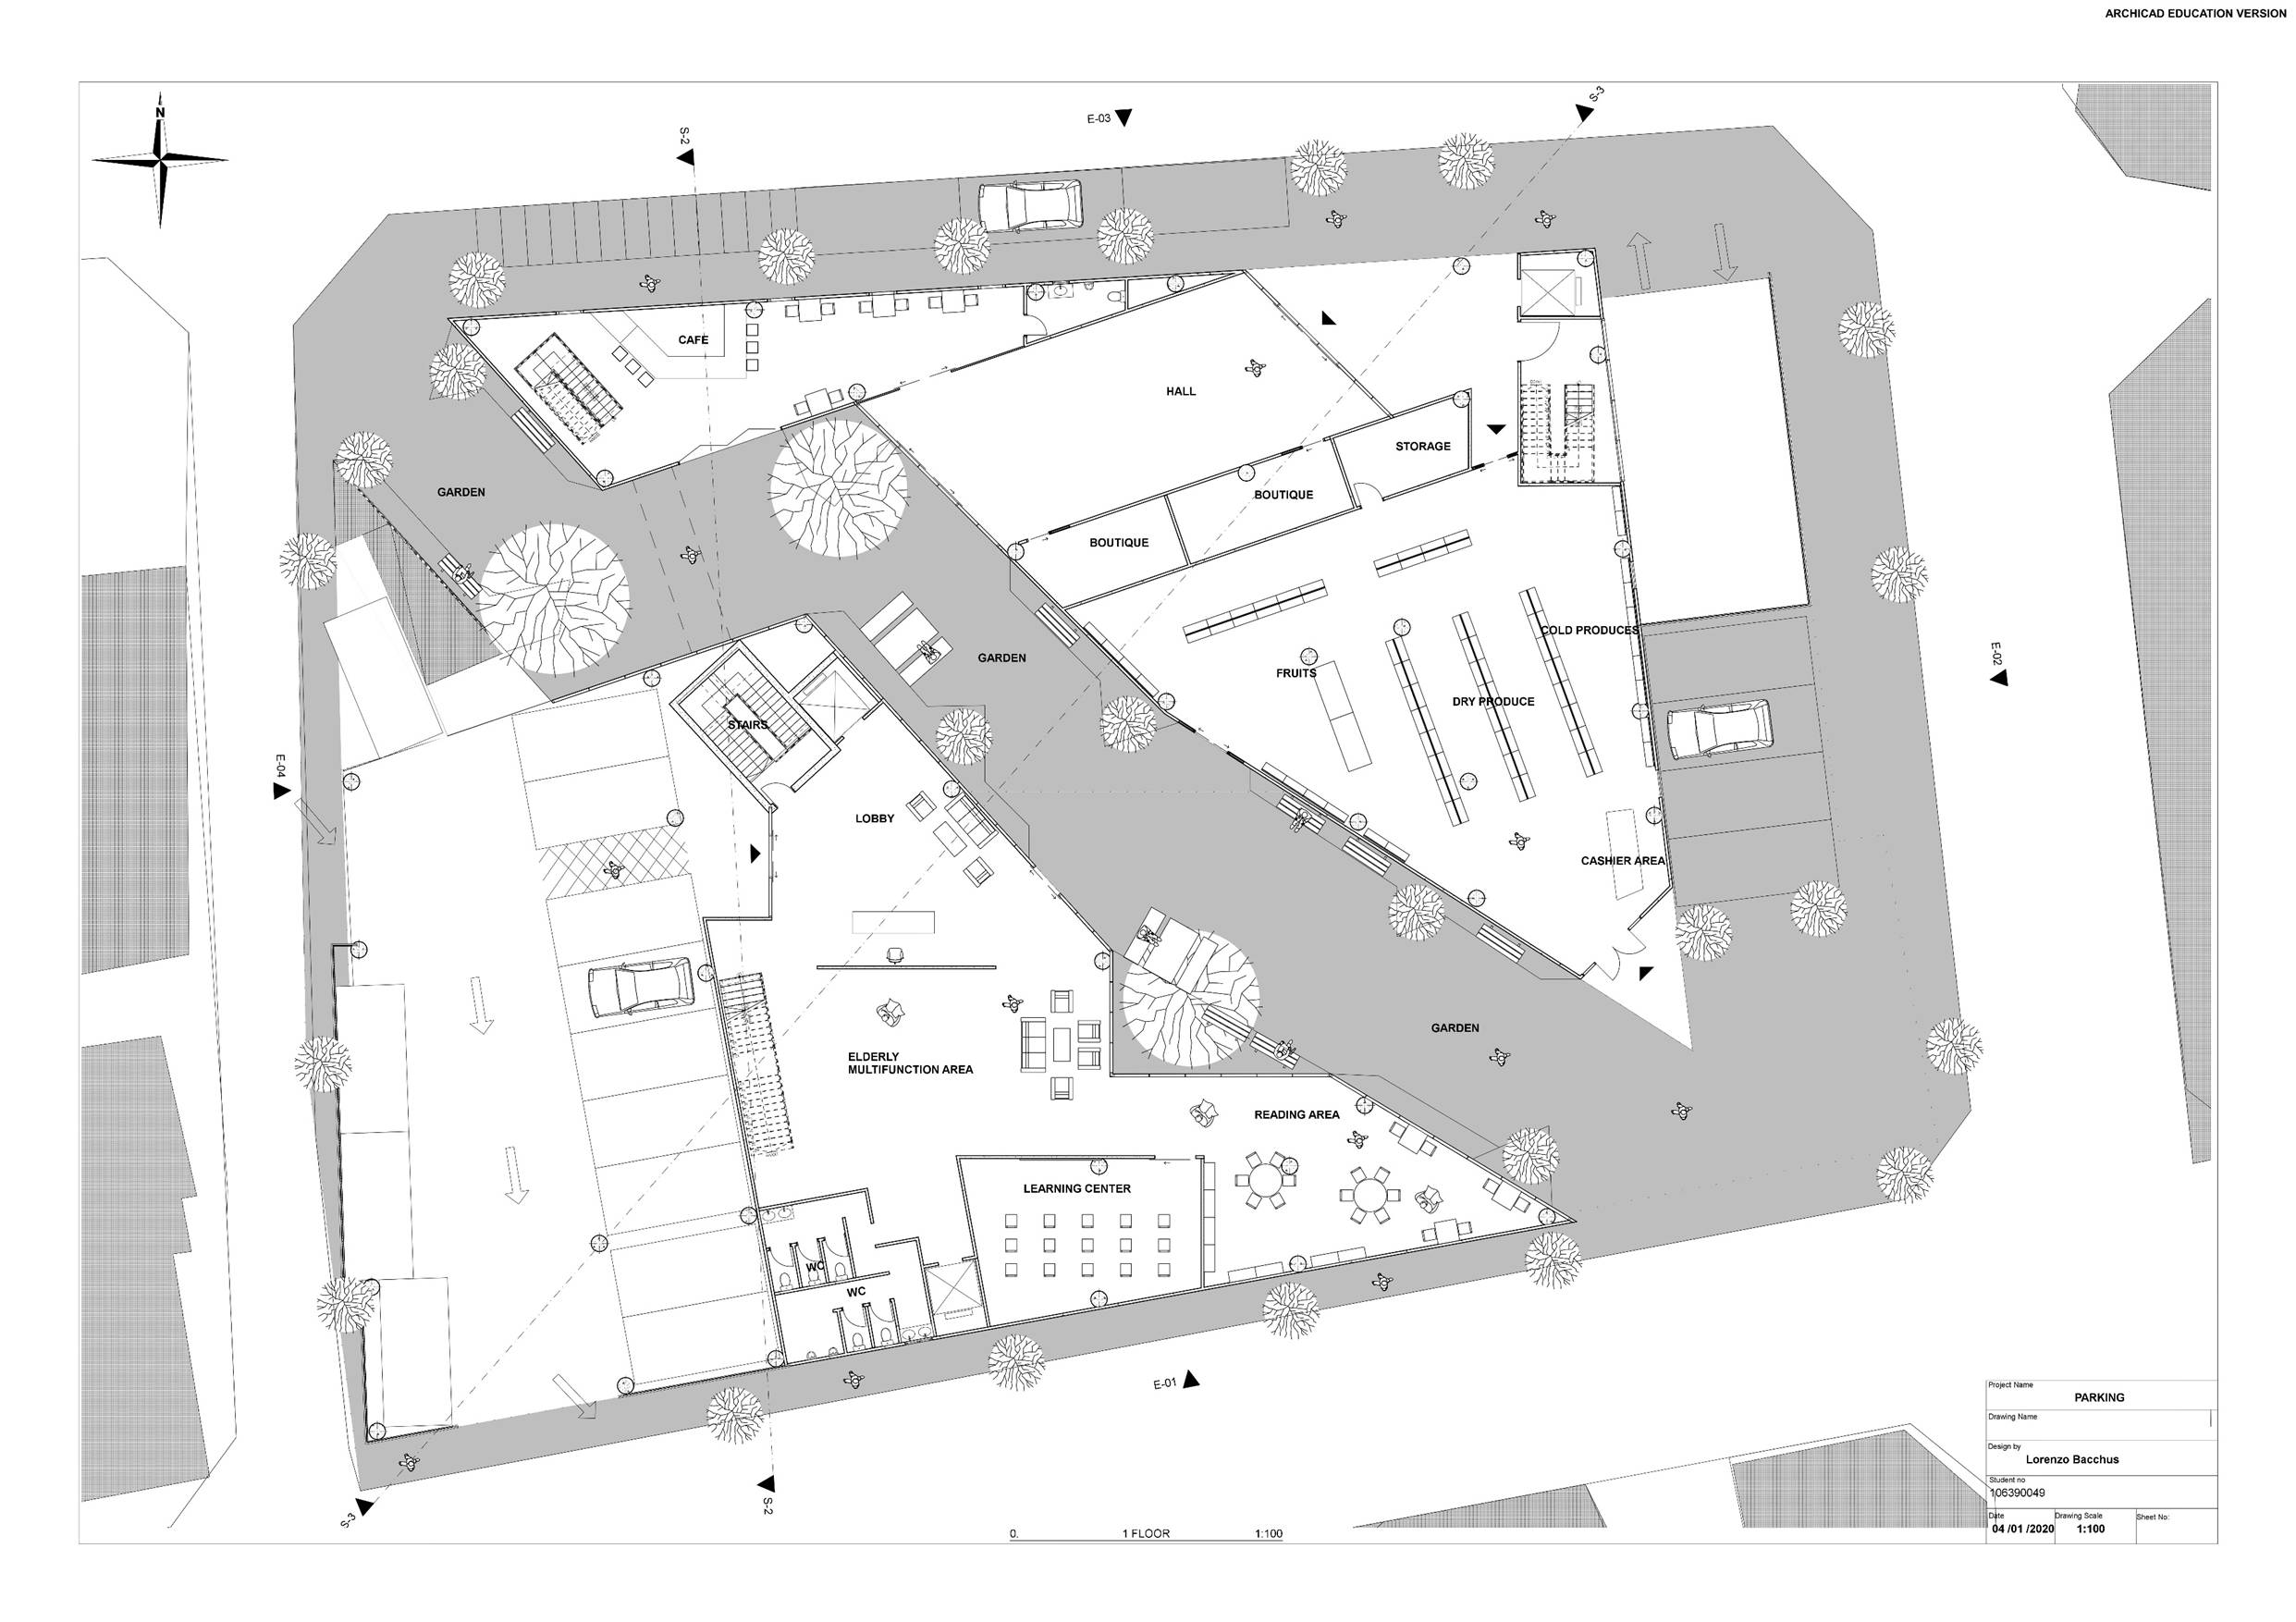 ARCHICAD EDUCATION VERSION
N
S-2
E-03
S-3
CAFE
HALL
STORAGE
GARDEN
BOUTIQUE
BOUTIQUE
COLD PRODUCES
GARDEN
FRUITS
DRY PRODUCE
E-02
STAIRS
E-04
LOBBY
CASHIER AREA
GARDEN
ELDERLY
MULTIFUNCTION AREA
READING AREA
LEARNING CENTER
WC
WC
E-01
S-3
S-2
0.
1 FLOOR
1:100
Project Name
PARKING
Drawing Name
Design by
Lorenzo Bacchus
Student no
106390049
Date
04 /01 /2020
Drawing Scale
1:100
Sheet No: